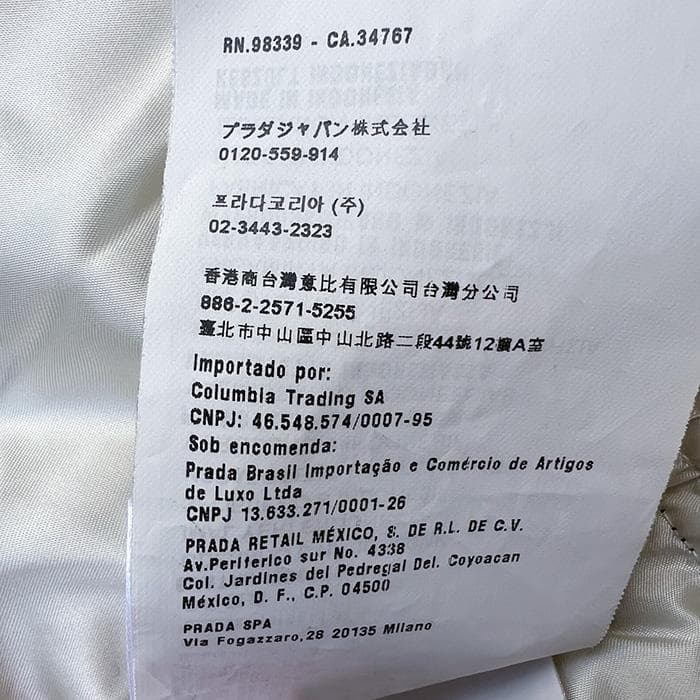 RN.98339 - CA.34767
プラダジャパン株式会社
0120-559-914
프라다코리아 (주)
02-3443-2323
香港商台灣意比有限公司台灣分公司
886-2-2571-5255
臺北市中山區中山北路二段44號12樓A室
Importado por:
Columbia Trading SA
CNPJ: 46.548.574/0007-95
Sob encomenda:
Prada Brasil Importação e Comércio de Artigos
de Luxo Ltda
CNPJ 13.633.271/0001-26
PRADA RETAIL MÉXICO, S. DE R.L. DE C.V.
Av.Periferico sur No. 4338
Col. Jardines del Pedregal Del. Coyoacan
México, D. F., C.P. 04500
PRADA SPA
Via Fogazzaro,28 20135 Milano